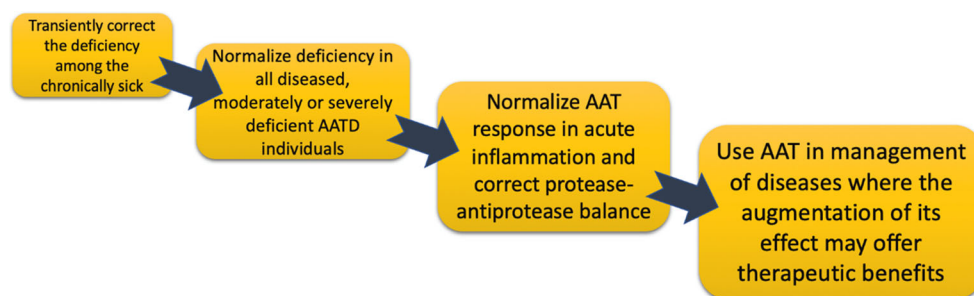 Transiently correct
the deficiency
among the
chronically sick
Normalize deficiency in
all diseased,
moderately or severely
deficient AATD
individuals
Normalize AAT
response in acute
inflammation and
correct protease-
antiprotease balance
Use AAT in management
of diseases where the
augmentation of its
effect may offer
therapeutic benefits